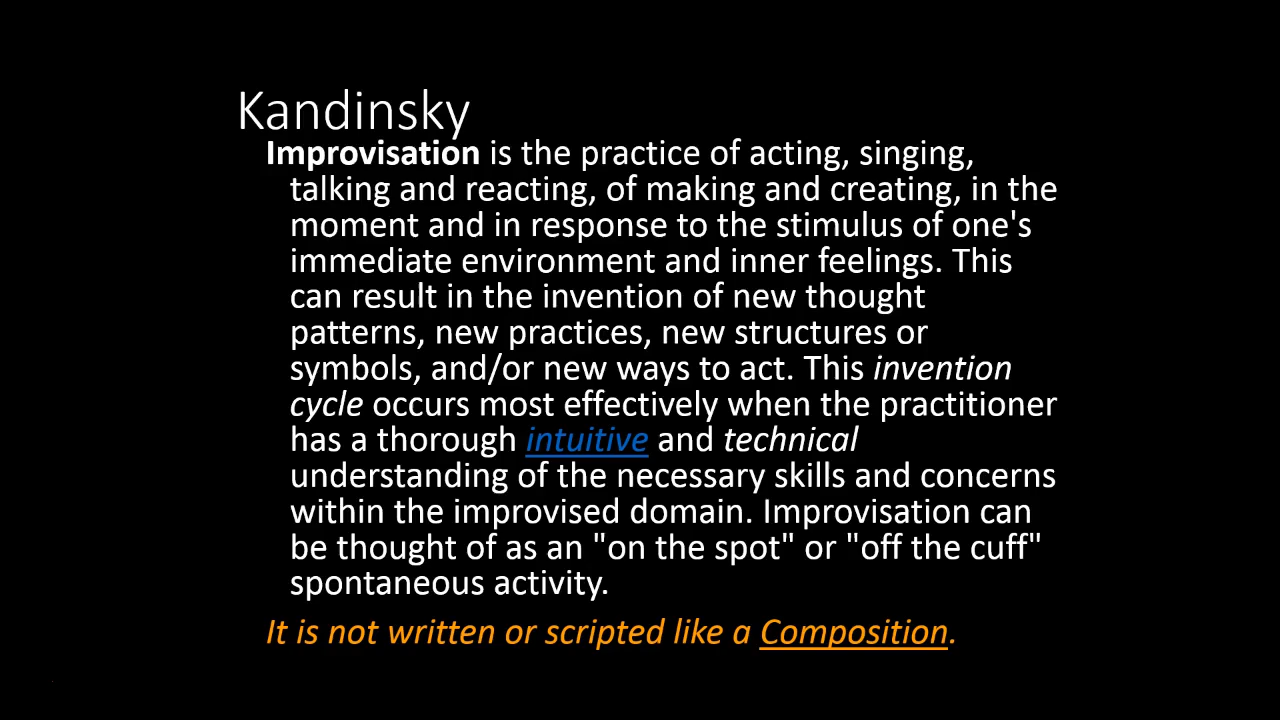 Kandinsky
Improvisation is the practice of acting, singing,
talking and reacting, of making and creating, in the
moment and in response to the stimulus of one's
immediate environment and inner feelings. This
can result in the invention of new thought
patterns, new practices, new structures or
symbols, and/or new ways to act. This invention
cycle occurs most effectively when the practitioner
has a thorough intuitive and technical
understanding of the necessary skills and concerns
within the improvised domain. Improvisation can
be thought of as an "on the spot" or "off the cuff"
spontaneous activity.
It is not written or scripted like a Composition.